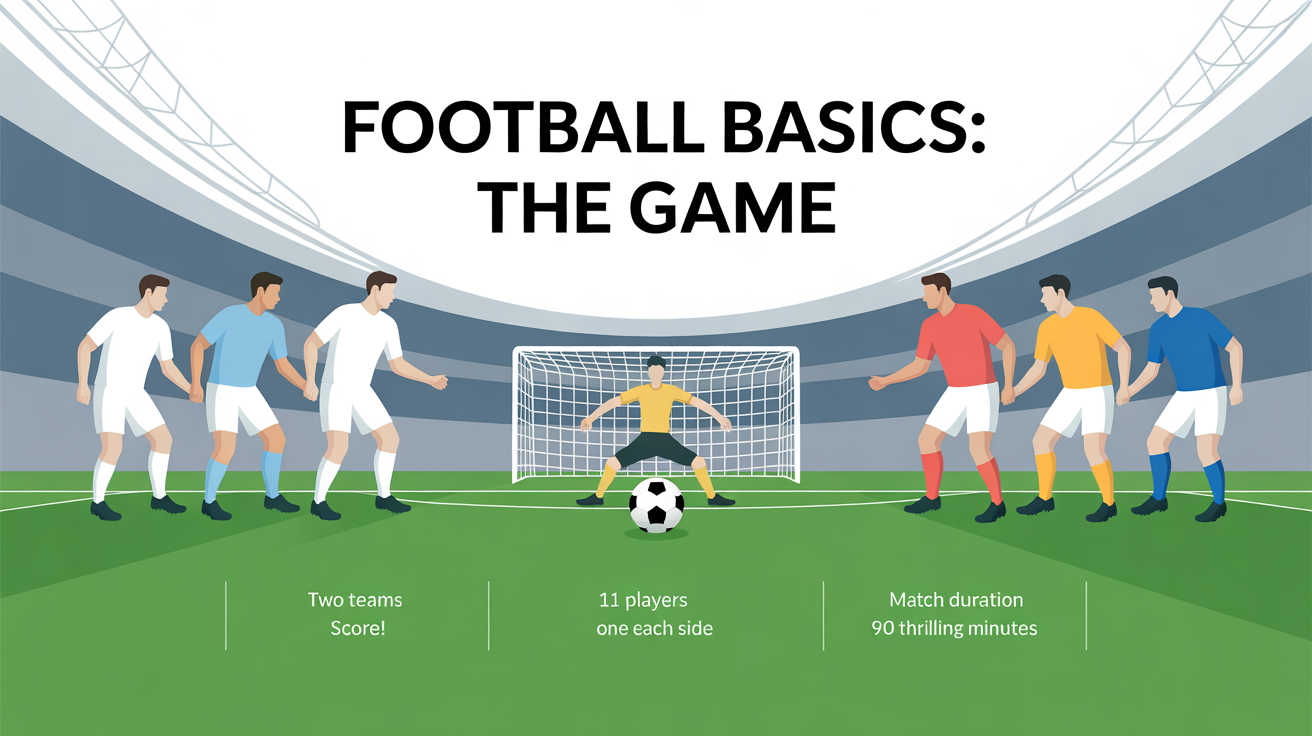 FOOTBALL BASICS:
THE GAME
Two teams
Score!
11 players
one each side
Match duration
90 thrilling minutes